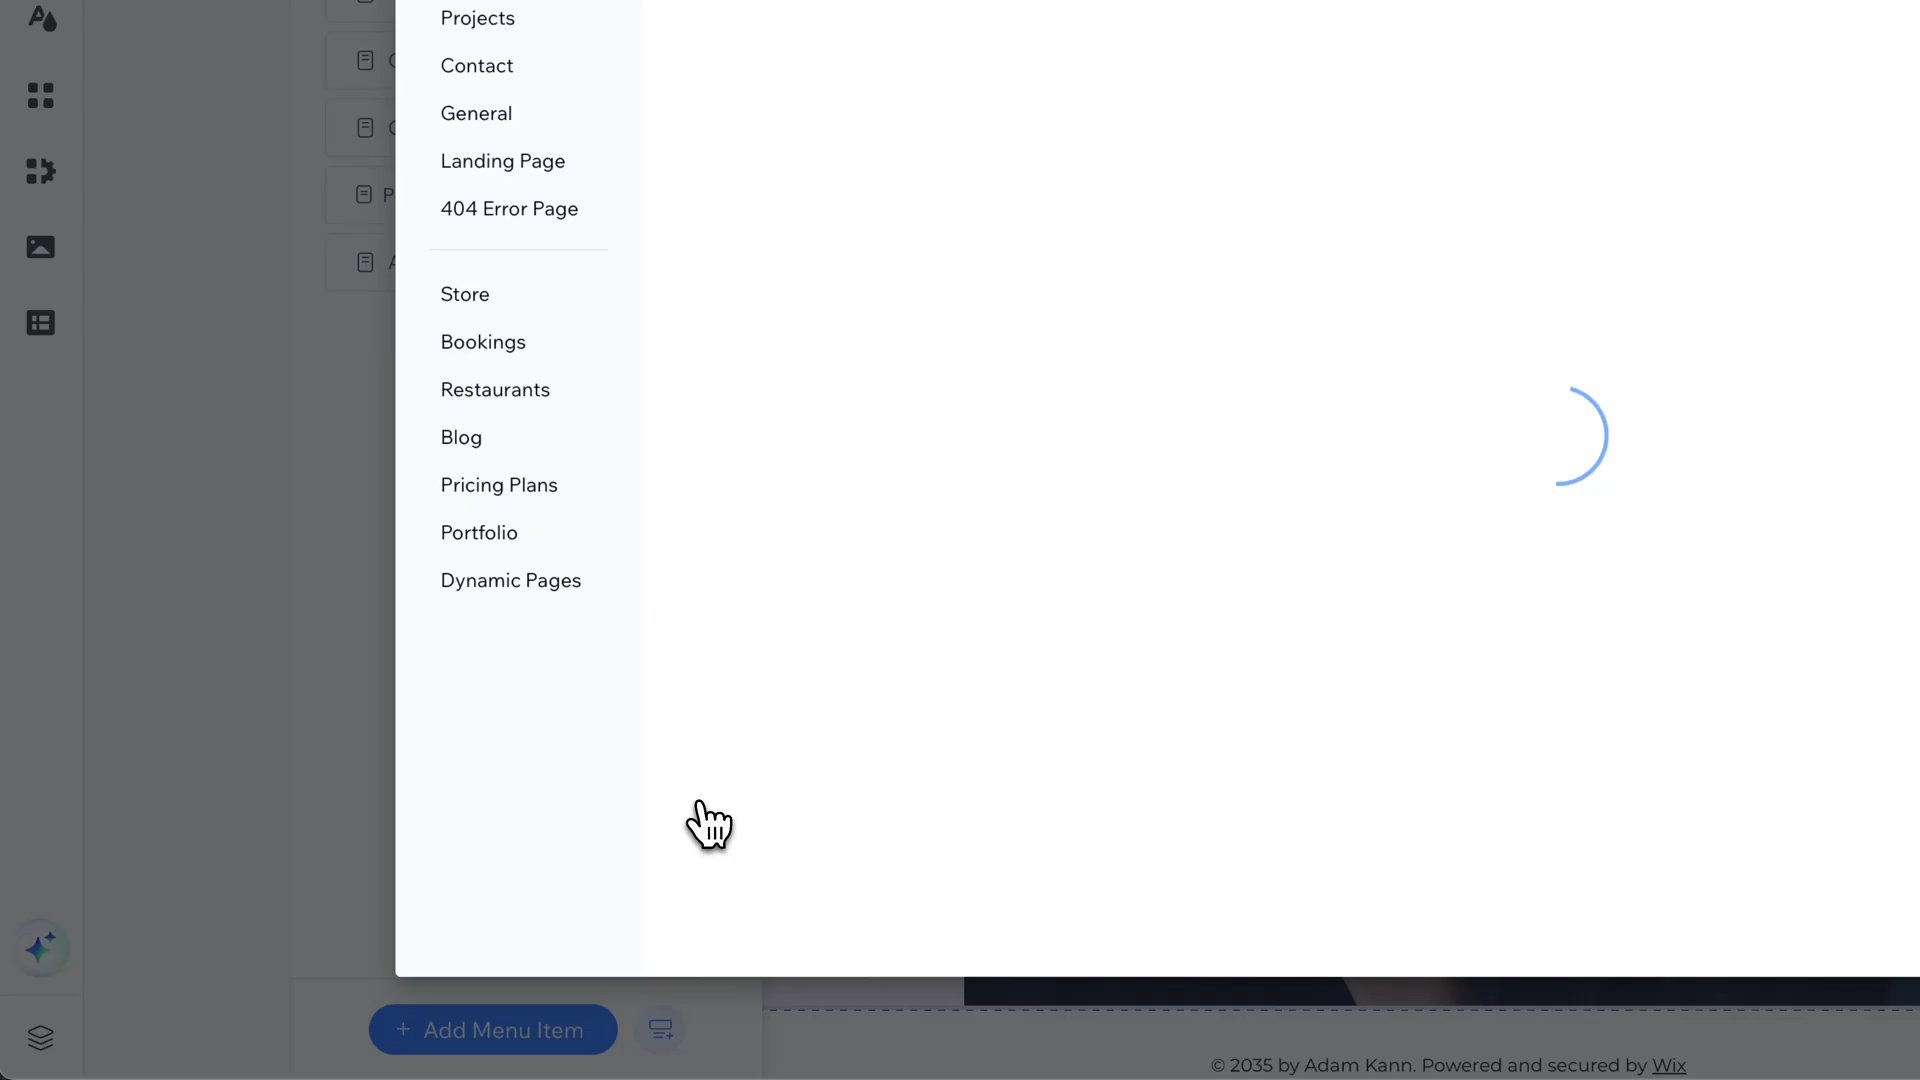 Projects
Contact
General
Landing Page
404 Error Page
Store
Bookings
Restaurants
Blog
Pricing Plans
Portfolio
Dynamic Pages
+ Add Menu Item
© 2035 by Adam Kann. Powered and secured by Wix